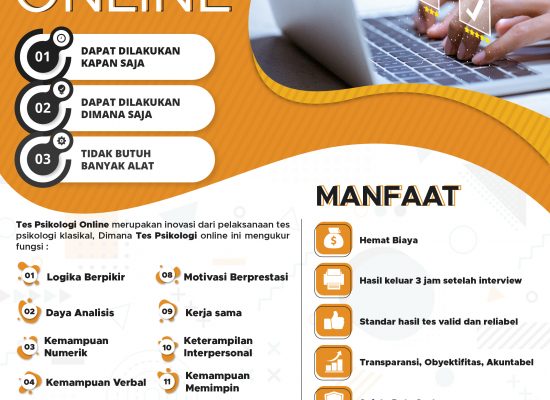 ONLINE
01
DAPAT DILAKUKAN
KAPAN SAJA
02
DAPAT DILAKUKAN
DIMANA SAJA
03
TIDAK BUTUH
BANYAK ALAT
Tes Psikologi Online merupakan inovasi dari pelaksanaan tes
psikologi klasikal, Dimana Tes Psikologi online ini mengukur
fungsi :
01 Logika Berpikir
02 Daya Analisis
03 Kemampuan
Numerik
04 Kemampuan Verbal
08 Motivasi Berprestasi
09 Kerja sama
10 Keterampilan
Interpersonal
11 Kemampuan
Memimpin
MANFAAT
Hemat Biaya
Hasil keluar 3 jam setelah interview
Standar hasil tes valid dan reliabel
Transparansi, Obyektifitas, Akuntabel